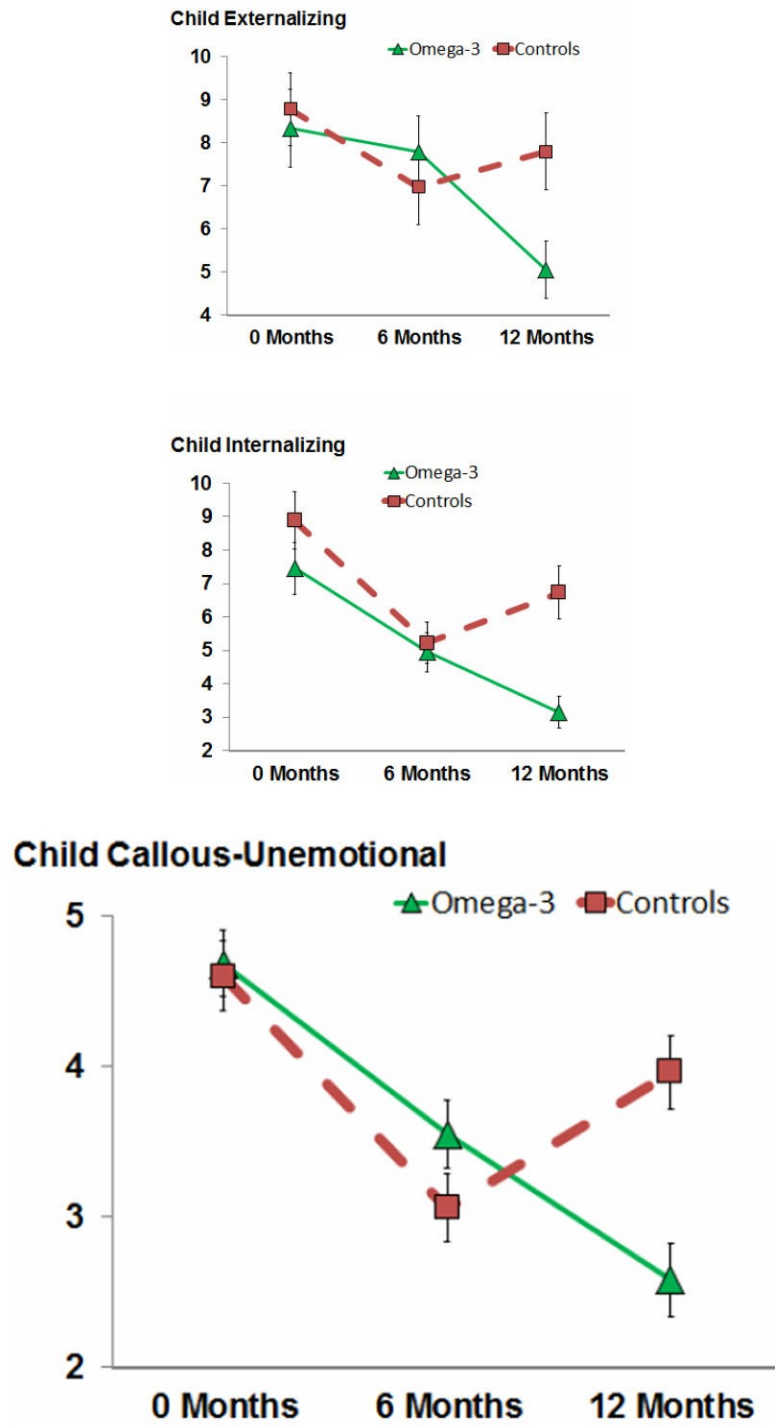 Child Externalizing
Omega-3 Controls
10
9
8
7
6
5
4
0 Months 6 Months 12 Months
Child Internalizing
Omega-3
Controls
10
9
8
7
6
5
4
3
2
0 Months 6 Months 12 Months
Child Callous-Unemotional
Omega-3 Controls
5
4
3
2
0 Months 6 Months 12 Months